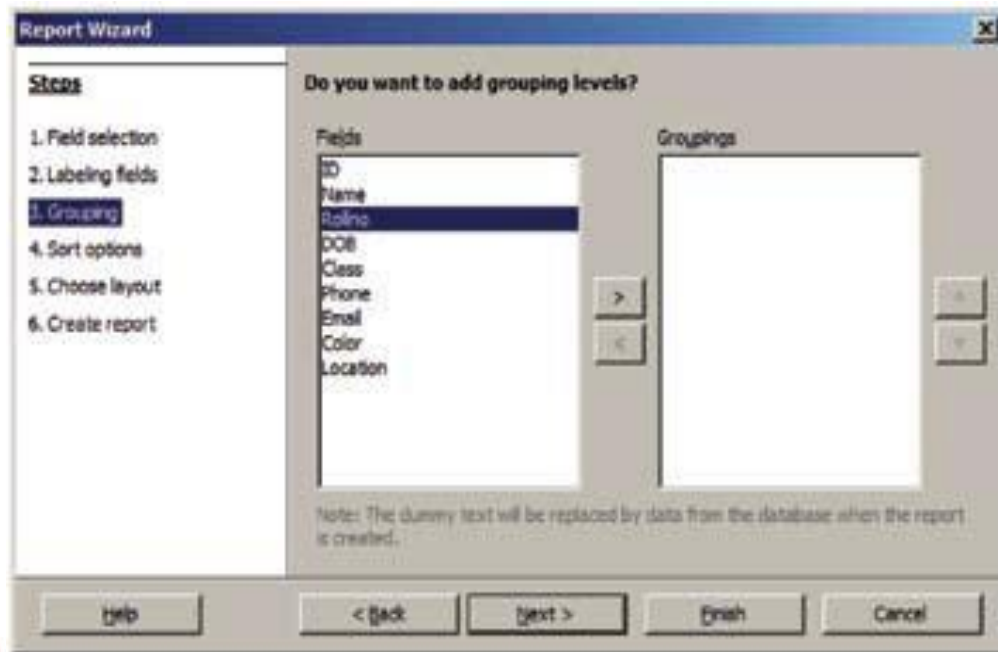 Report Wizard
Steps
1. Field selection
2. Labeling fields
3. Grouping
4. Sort options
5. Choose layout
6. Create report
Do you want to add grouping levels?
Fields
ID
Name
Rollno
DOB
Class
Phone
Email
Color
Location
>
<
Groupings
Note: The dummy text will be replaced by data from the database when the report
is created.
Help
< Back
Next >
Finish
Cancel